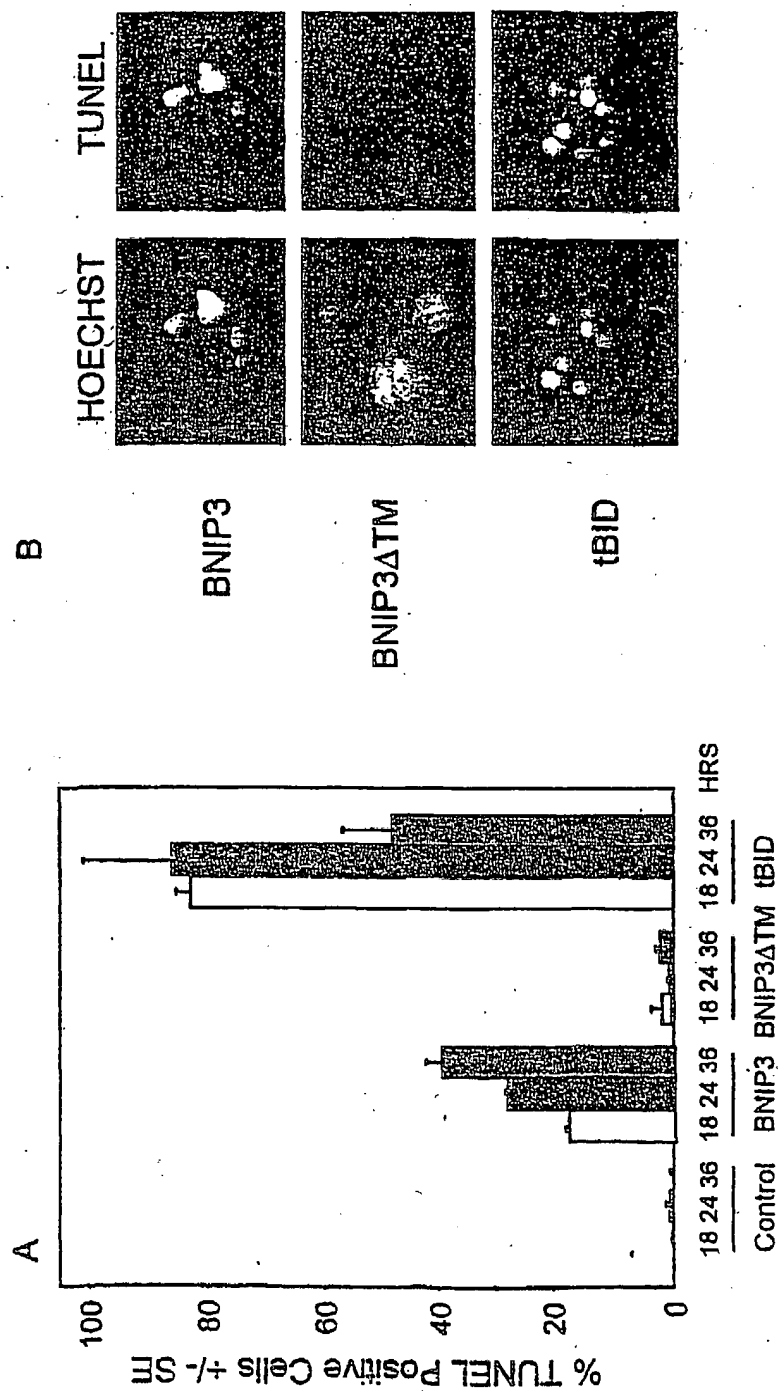 A
% TUNEL Positive Cells +/- SE
100
80
60
40
20
0
18 24 36 18 24 36 18 24 36 18 24 36 HRS
Control BNIP3 BNIP3ΔTM tBID
B
HOECHST TUNEL
BNIP3
BNIP3ΔTM
tBID